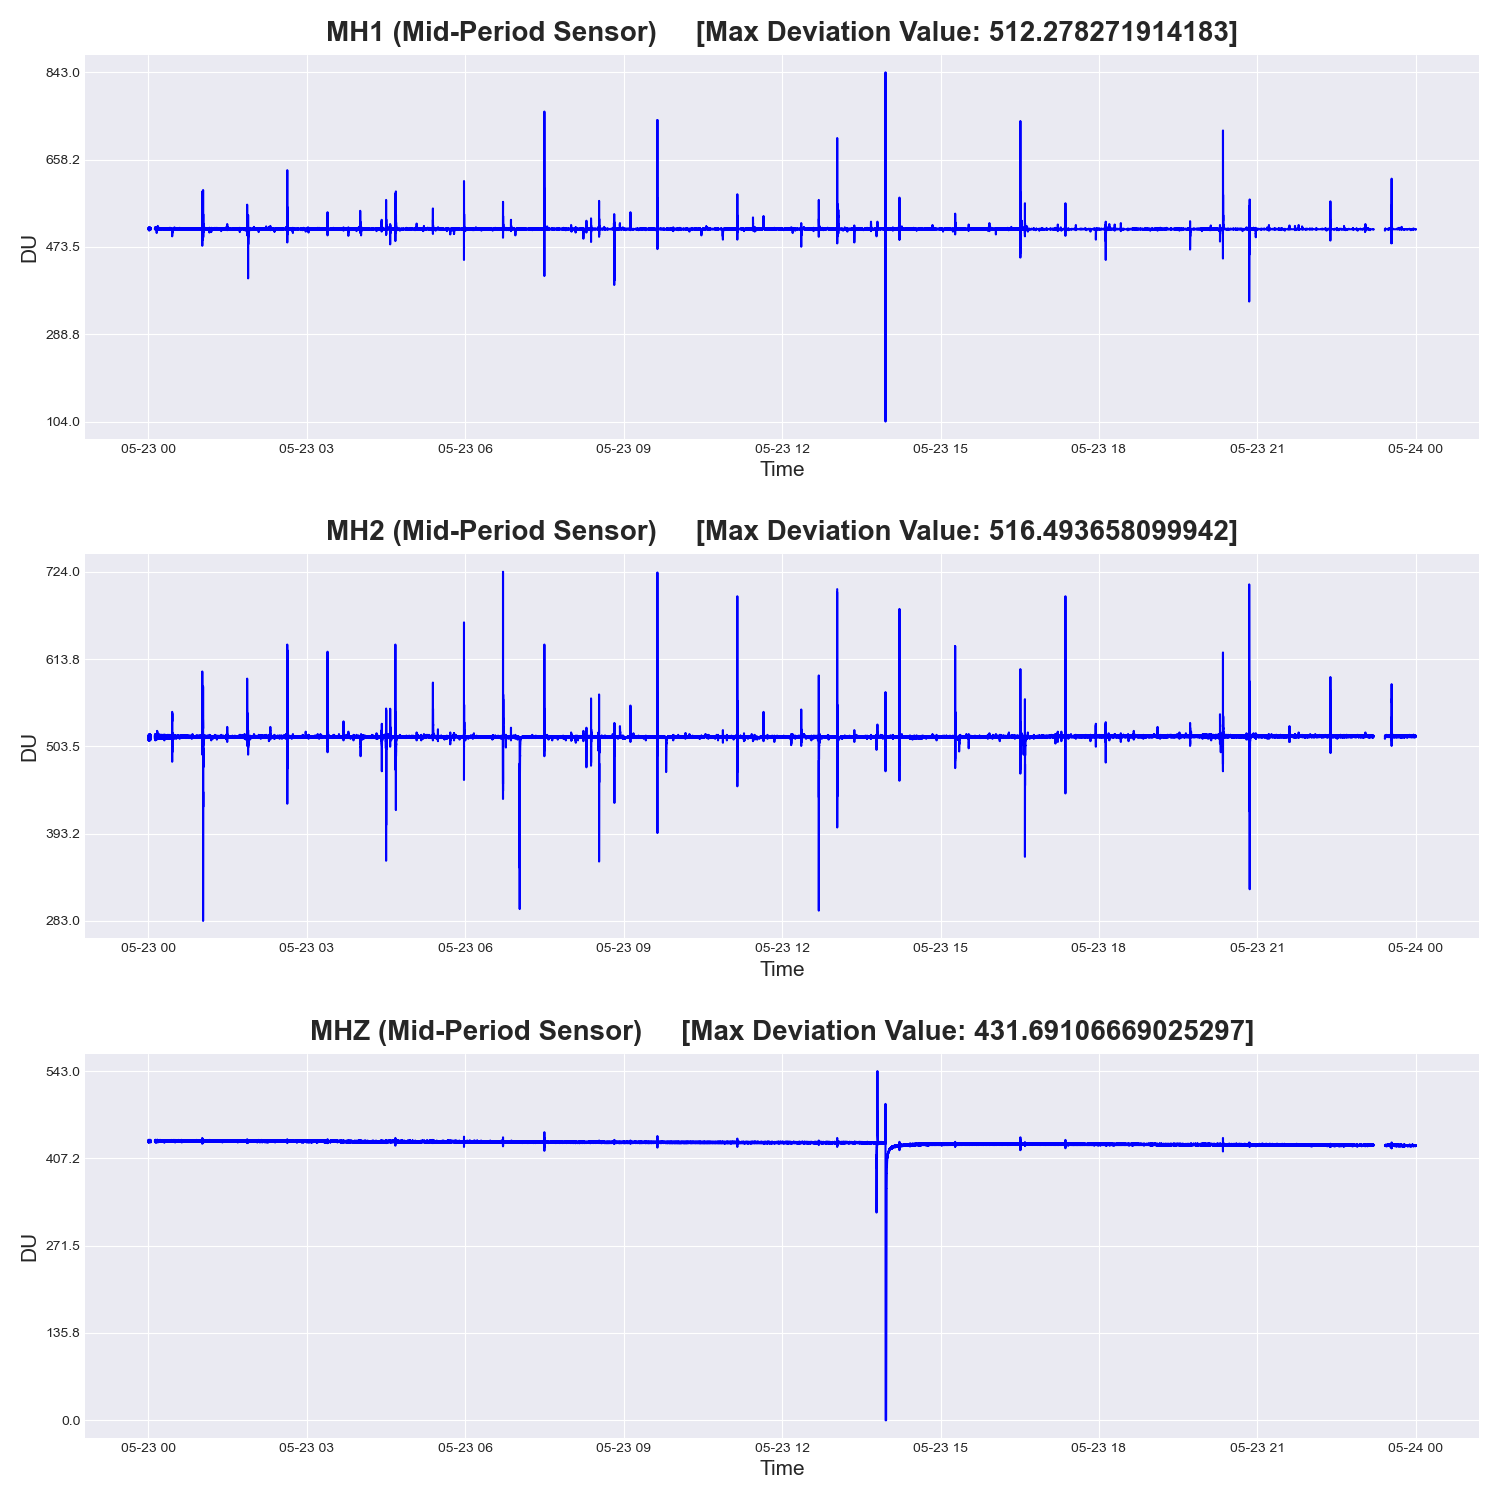 MH1 (Mid-Period Sensor) [Max Deviation Value: 512.278271914183]
843.0
658.2
473.5
288.8
104.0
DU
05-23 00 05-23 03 05-23 06 05-23 09 05-23 12 05-23 15 05-23 18 05-23 21 05-24 00
Time
MH2 (Mid-Period Sensor) [Max Deviation Value: 516.493658099942]
724.0
613.8
503.5
393.2
283.0
DU
05-23 00 05-23 03 05-23 06 05-23 09 05-23 12 05-23 15 05-23 18 05-23 21 05-24 00
Time
MHZ (Mid-Period Sensor) [Max Deviation Value: 431.69106669025297]
543.0
407.2
271.5
135.8
0.0
DU
05-23 00 05-23 03 05-23 06 05-23 09 05-23 12 05-23 15 05-23 18 05-23 21 05-24 00
Time